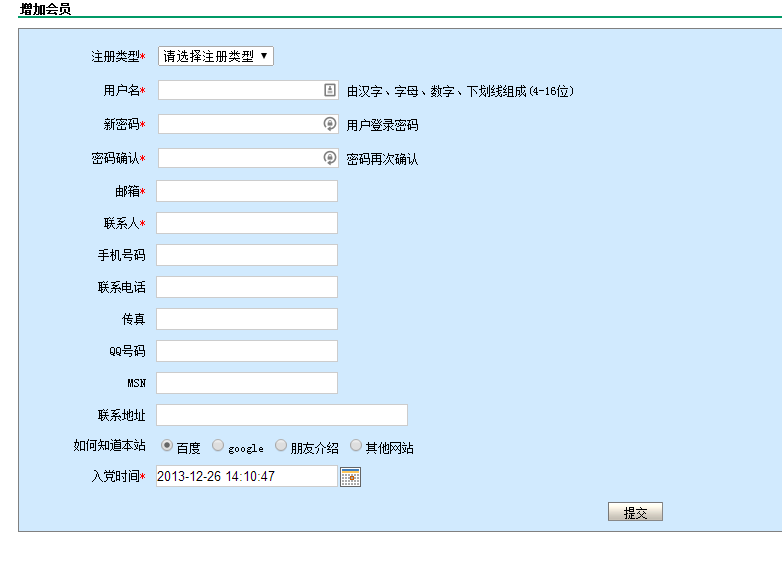 增加会员
注册类型* 请选择注册类型
用户名* 由汉字、字母、数字、下划线组成(4-16位)
新密码* 用户登录密码
密码确认* 密码再次确认
邮箱*
联系人*
手机号码
联系电话
传真
QQ号码
MSN
联系地址
如何知道本站 百度 google 朋友介绍 其他网站
入党时间* 2013-12-26 14:10:47
提交